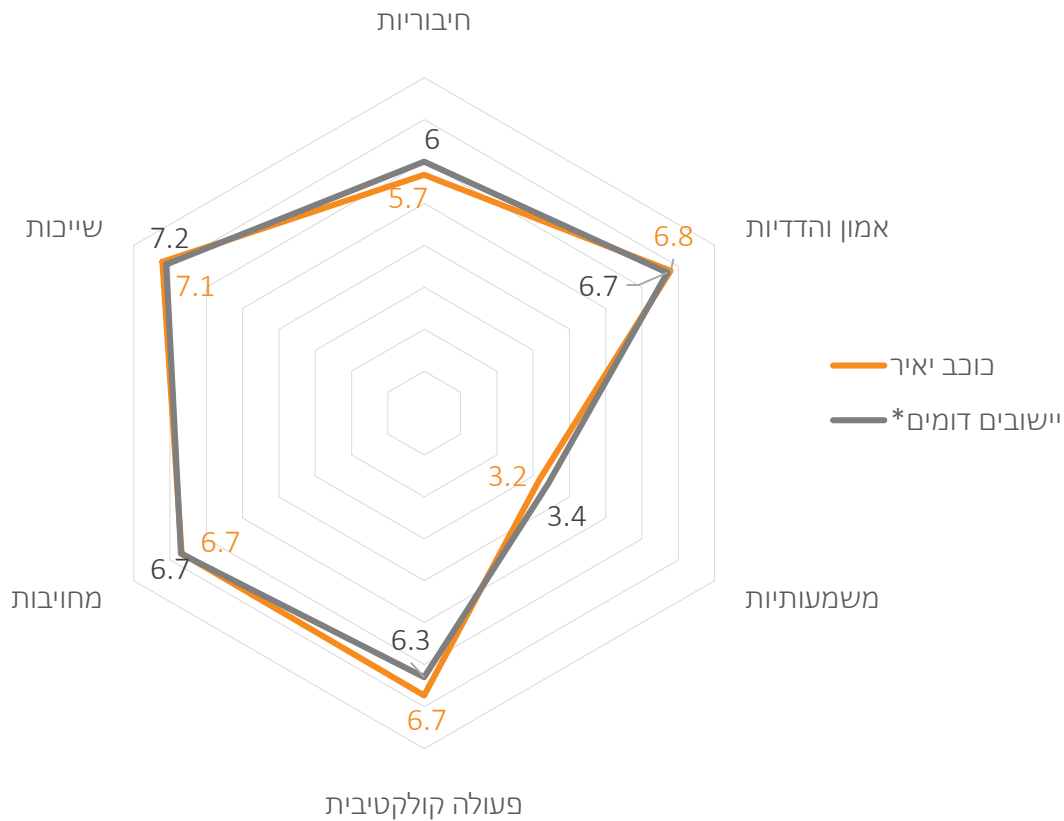 חיבוריות
6
5.7
שייכות
7.2
7.1
אמון והדדיות
6.8
6.7
כוכב יאיר
יישובים דומים*
3.2
3.4
משמעותיות
מחויבות
6.7
6.7
6.3
6.7
פעולה קולקטיבית